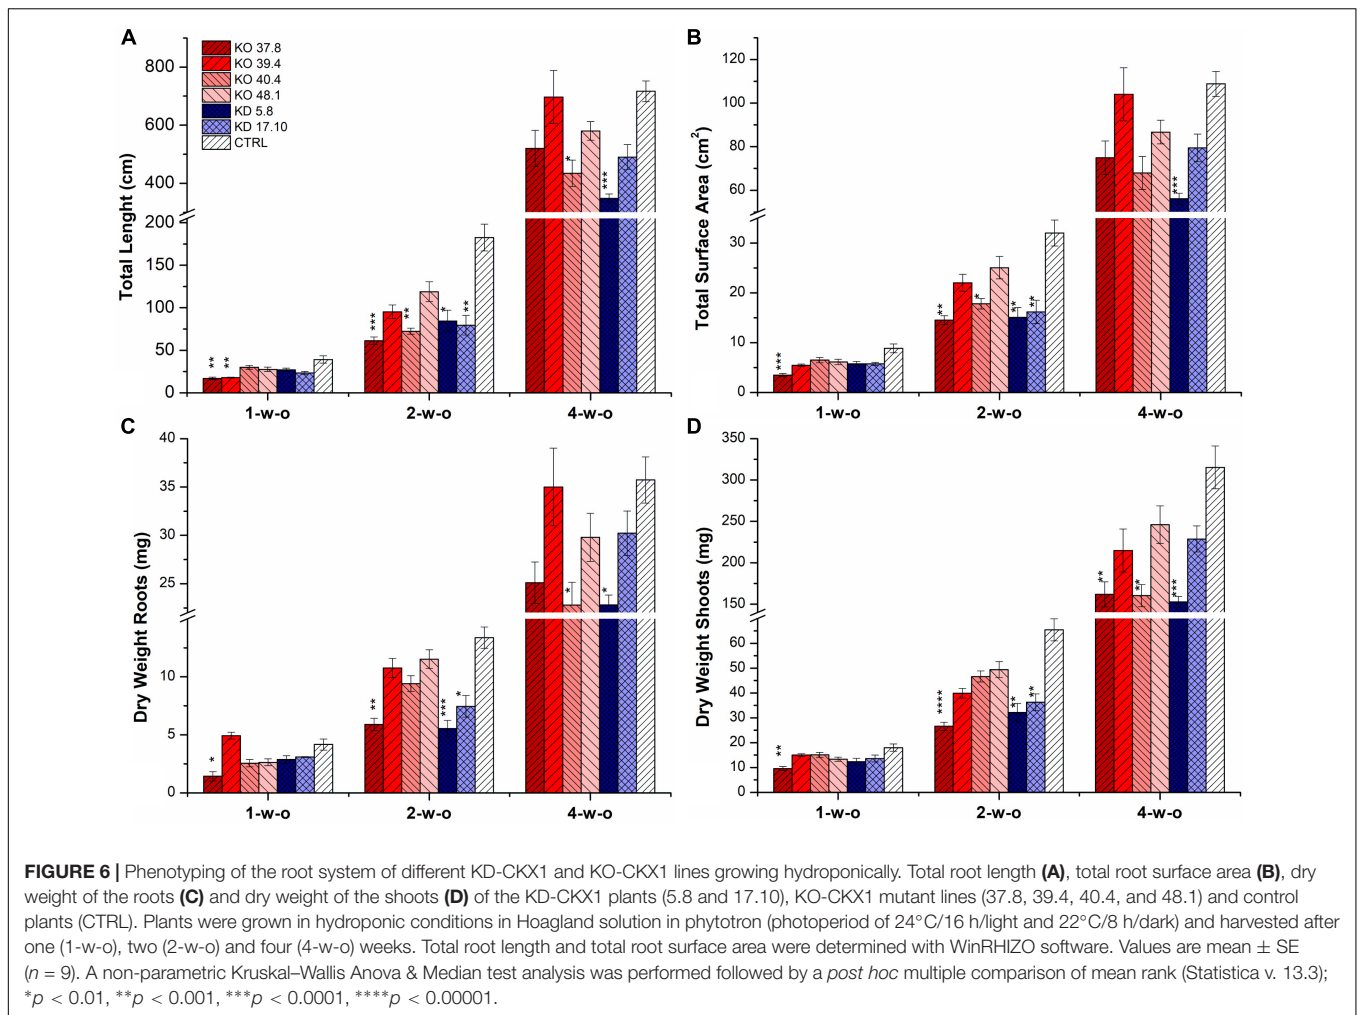 A
KO 37.8
KO 39.4
KO 40.4
KO 48.1
KD 5.8
KD 17.10
CTRL
Total Lenght (cm)
800
600
400
200
150
100
50
0
**
**
***
**
*
**
*
***
1-w-o
2-w-o
4-w-o
B
Total Surface Area (cm²)
120
100
80
60
30
20
10
0
***
**
*
**
**
***
1-w-o
2-w-o
4-w-o
C
Dry Weight Roots (mg)
40
35
30
25
10
5
0
*
**
***
*
*
*
1-w-o
2-w-o
4-w-o
D
Dry Weight Shoots (mg)
350
300
250
200
150
60
50
40
30
20
10
0
**
****
**
**
**
**
***
1-w-o
2-w-o
4-w-o
FIGURE 6 | Phenotyping of the root system of different KD-CKX1 and KO-CKX1 lines growing hydroponically. Total root length (A), total root surface area (B), dry
weight of the roots (C) and dry weight of the shoots (D) of the KD-CKX1 plants (5.8 and 17.10), KO-CKX1 mutant lines (37.8, 39.4, 40.4, and 48.1) and control
plants (CTRL). Plants were grown in hydroponic conditions in Hoagland solution in phytotron (photoperiod of 24°C/16 h/light and 22°C/8 h/dark) and harvested after
one (1-w-o), two (2-w-o) and four (4-w-o) weeks. Total root length and total root surface area were determined with WinRHIZO software. Values are mean ± SE
(n = 9). A non-parametric Kruskal–Wallis Anova & Median test analysis was performed followed by a post hoc multiple comparison of mean rank (Statistica v. 13.3);
*p < 0.01, **p < 0.001, ***p < 0.0001, ****p < 0.00001.